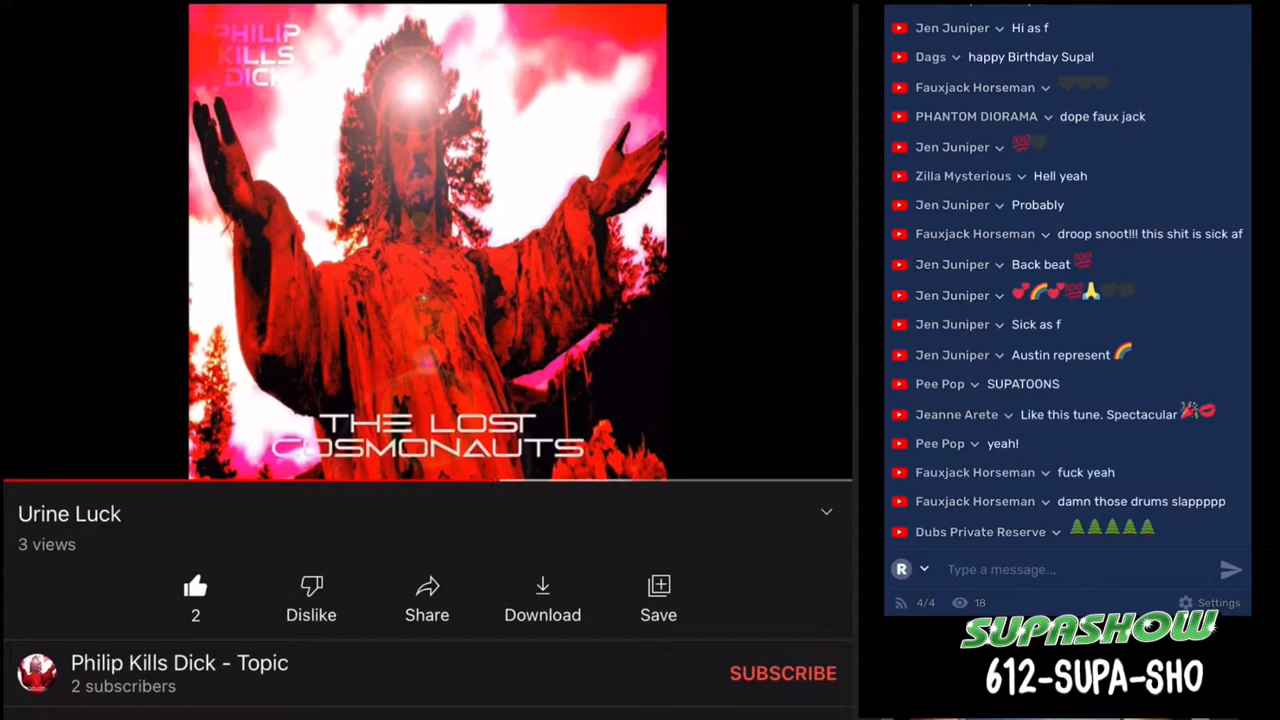 PHILIP
KILLS
DICK
THE LOST
COSMONAUTS
Urine Luck
3 views
2
Dislike
Share
Download
Save
Philip Kills Dick - Topic
2 subscribers
SUBSCRIBE
Jen Juniper Hi as f
Dags happy Birthday Supa!
Fauxjack Horseman 🖤🖤🖤
PHANTOM DIORAMA dope faux jack
Jen Juniper 💯🖤
Zilla Mysterious Hell yeah
Jen Juniper Probably
Fauxjack Horseman droop snoot!!! this shit is sick af
Jen Juniper Back beat 💯
Jen Juniper 💕🌈💕💯🙏🖤🖤
Jen Juniper Sick as f
Jen Juniper Austin represent 🌈
Pee Pop SUPATOONS
Jeanne Arete Like this tune. Spectacular 🎉💋
Pee Pop yeah!
Fauxjack Horseman fuck yeah
Fauxjack Horseman damn those drums slappppp
Dubs Private Reserve 🌲🌲🌲🌲🌲
R Type a message...
4/4 18 Settings
SUPASHOW
612-SUPA-SHO